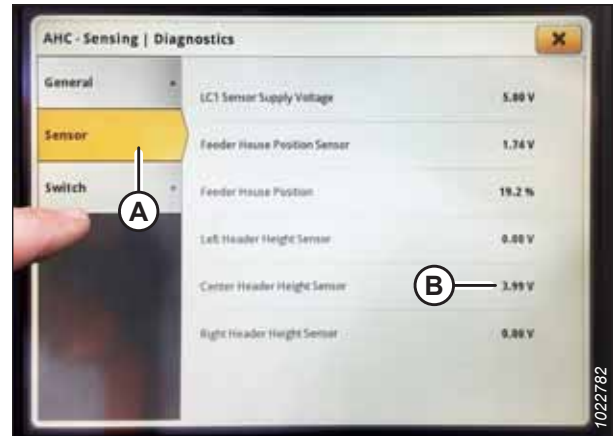 AHC - Sensing | Diagnostics
General
Sensor
Switch
A
LC1 Sensor Supply Voltage 5.00 V
Feeder House Position Sensor 1.74 V
Feeder House Position 19.2 %
Left Header Height Sensor 0.00 V
Center Header Height Sensor B 3.99 V
Right Header Height Sensor 0.00 V
1022782